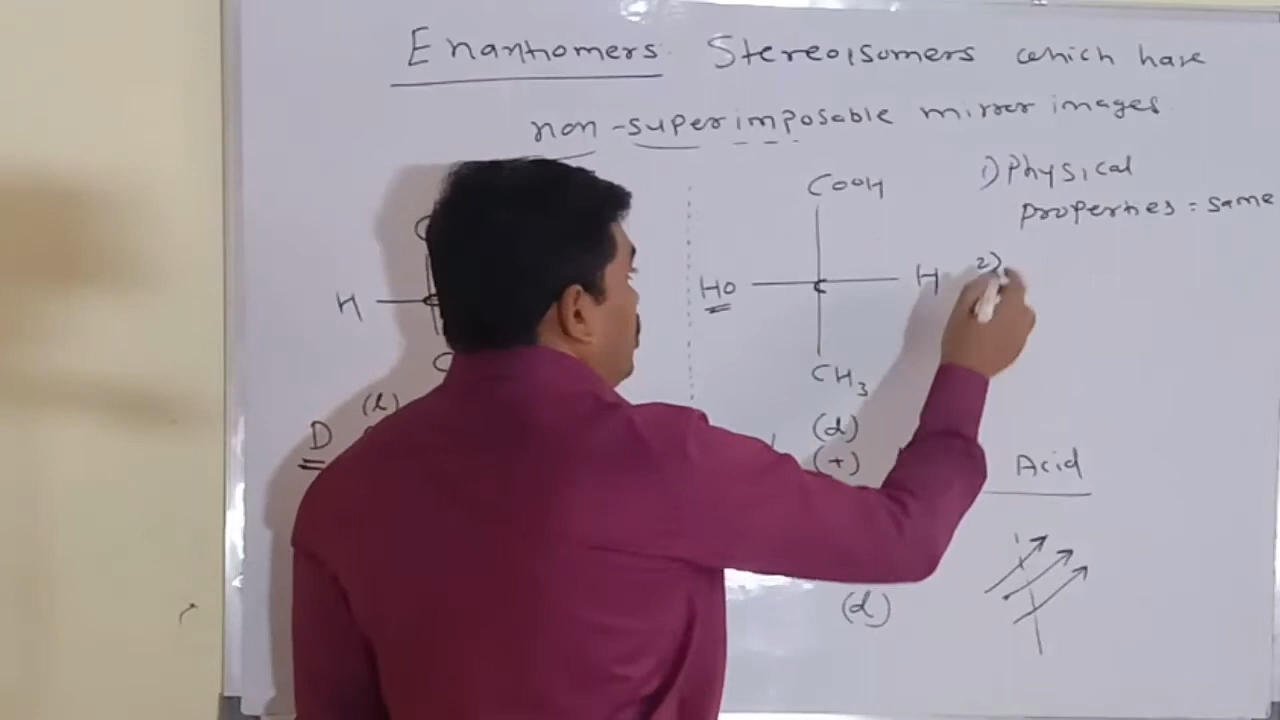 Enantiomers: Stereoisomers which have
non-superimposable mirror images
COOH
1) Physical
properties = same
HO C H
2)
H
CH3
(l)
D
(d)
(+)
Acid
(d)